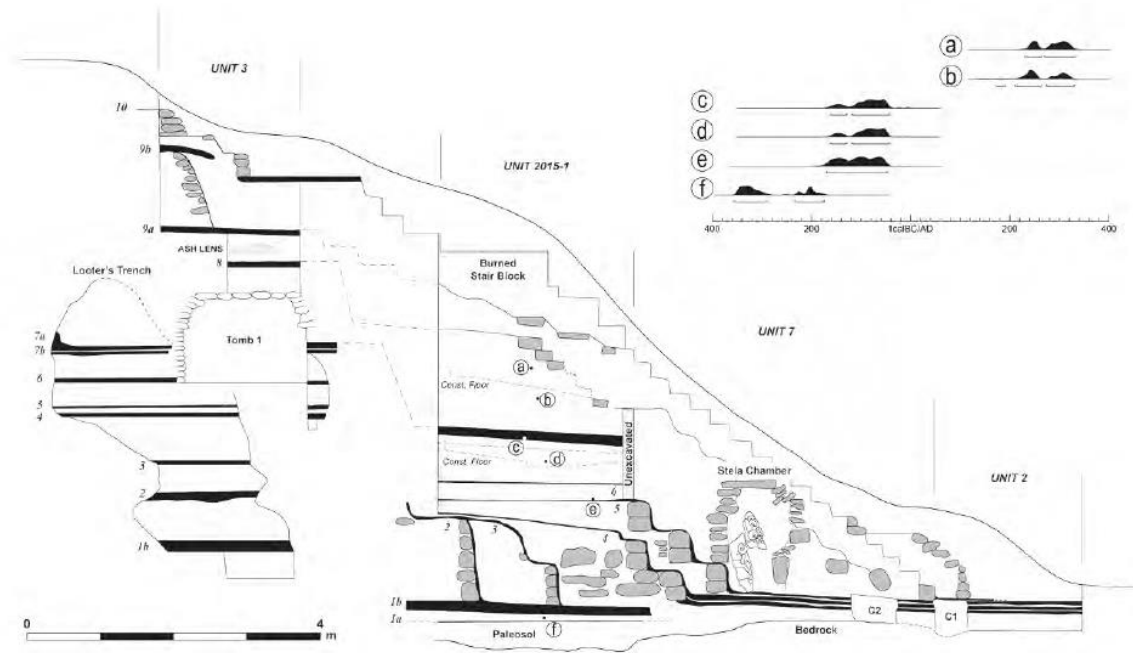 UNIT 3
10
9b
UNIT 2015-1
9a
ASH LENS
8
Looter's Trench
Burned
Stair Block
Tomb 1
7a
7b
6
5
4
3
2
1b
UNIT 7
a
Const. Floor
b
c
d
Const. Floor
Unexcavated
6
e
5
2
3
4
Stela Chamber
UNIT 2
1b
1a
f
Paleosol
Bedrock
C2
C1
0
4
m
a
b
c
d
e
f
400
200
1calBC/AD
200
400